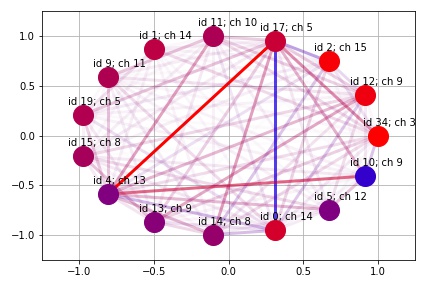 id 11; ch 10
id 17; ch 5
id 1; ch 14
id 2; ch 15
id 9; ch 11
id 12; ch 9
id 19; ch 5
id 34; ch 3
id 15; ch 8
id 10; ch 9
id 4; ch 13
id 5; ch 12
id 13; ch 9
id 14; ch 8
id 0; ch 14
1.0
0.5
0.0
−0.5
−1.0
−1.0
−0.5
0.0
0.5
1.0